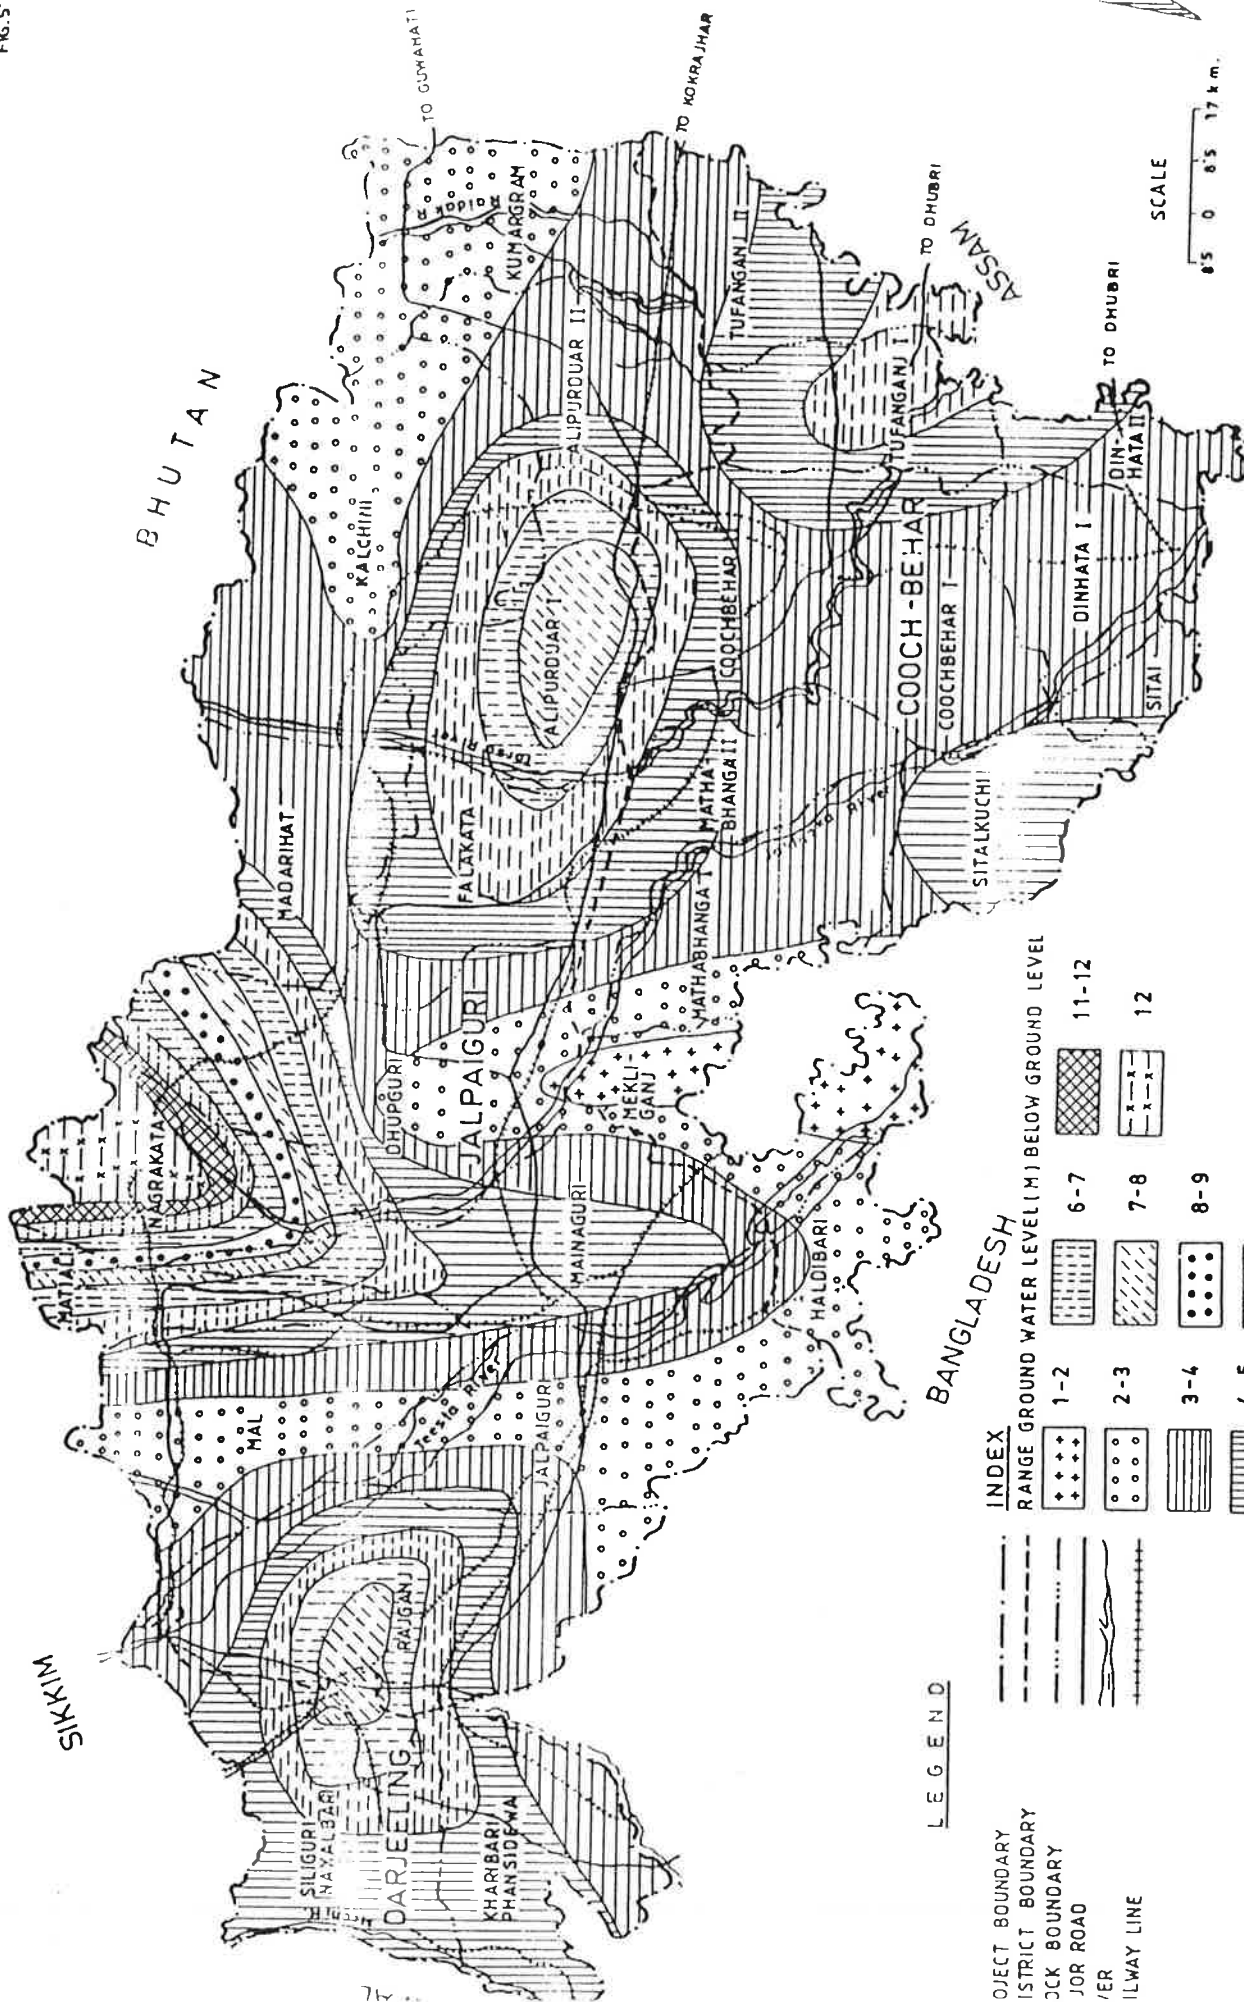 FIG.5
SIKKIM
BHUTAN
TO GUWAHATI
TO KOKRAJHAR
TO DHUBRI
ASSAM
TO DHUBRI
BANGLADESH
MATIALI
NAGRAKATA
MADARIHAT
KALCHINI
KUMARGRAM
Raidak R
MAL
DHUPGURI
FALAKATA
ALIPURDUAR I
ALIPURDUAR II
Torsa River
SILIGURI
NAXALBARI
RAJGANJ
DARJEELING
KHARIBARI
PHANSIDEWA
Teesta River
JALPAIGURI
JALPAIGURI
MAINAGURI
MEKLI-
GANJ
HALDIBARI
MATHABHANGA I
MATHA-
BHANGA II
COOCHBEHAR
TUFANGANJ II
TUFANGANJ I
COOCH-BEHAR
COOCHBEHAR I
SITALKUCHI
DINHATA I
DIN-
HATA II
SITAI
SCALE
8·5 0 8·5 17 km.
LEGEND
OJECT BOUNDARY
ISTRICT BOUNDARY
OCK BOUNDARY
JOR ROAD
VER
ILWAY LINE
INDEX
RANGE GROUND WATER LEVEL(M) BELOW GROUND LEVEL
1-2
2-3
3-4
6-7
7-8
8-9
11-12
12